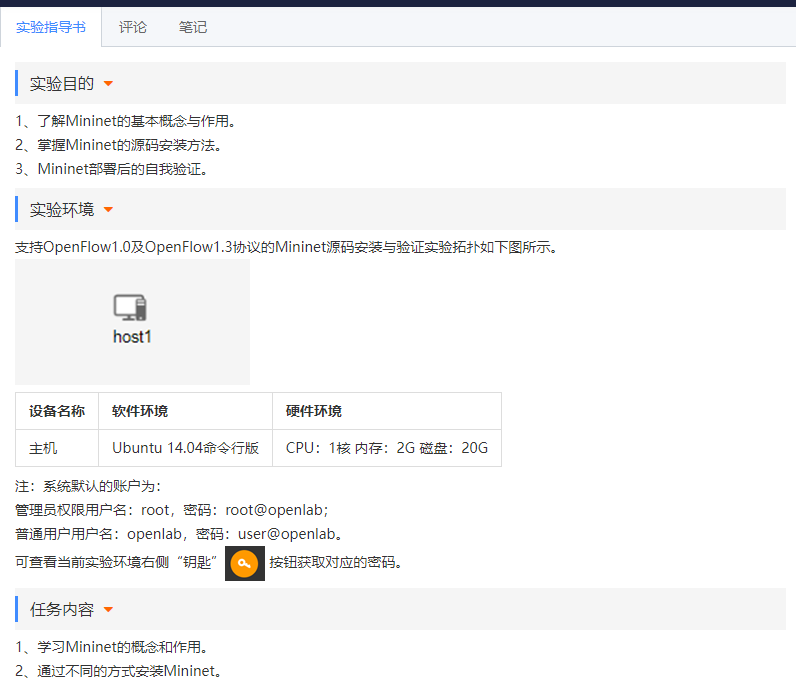 实验指导书 评论 笔记
实验目的
1、了解Mininet的基本概念与作用。
2、掌握Mininet的源码安装方法。
3、Mininet部署后的自我验证。
实验环境
支持OpenFlow1.0及OpenFlow1.3协议的Mininet源码安装与验证实验拓扑如下图所示。
host1
设备名称 软件环境 硬件环境
主机 Ubuntu 14.04命令行版 CPU：1核 内存：2G 磁盘：20G
注：系统默认的账户为：
管理员权限用户名：root，密码：root@openlab；
普通用户用户名：openlab，密码：user@openlab。
可查看当前实验环境右侧“钥匙” 按钮获取对应的密码。
任务内容
1、学习Mininet的概念和作用。
2、通过不同的方式安装Mininet。